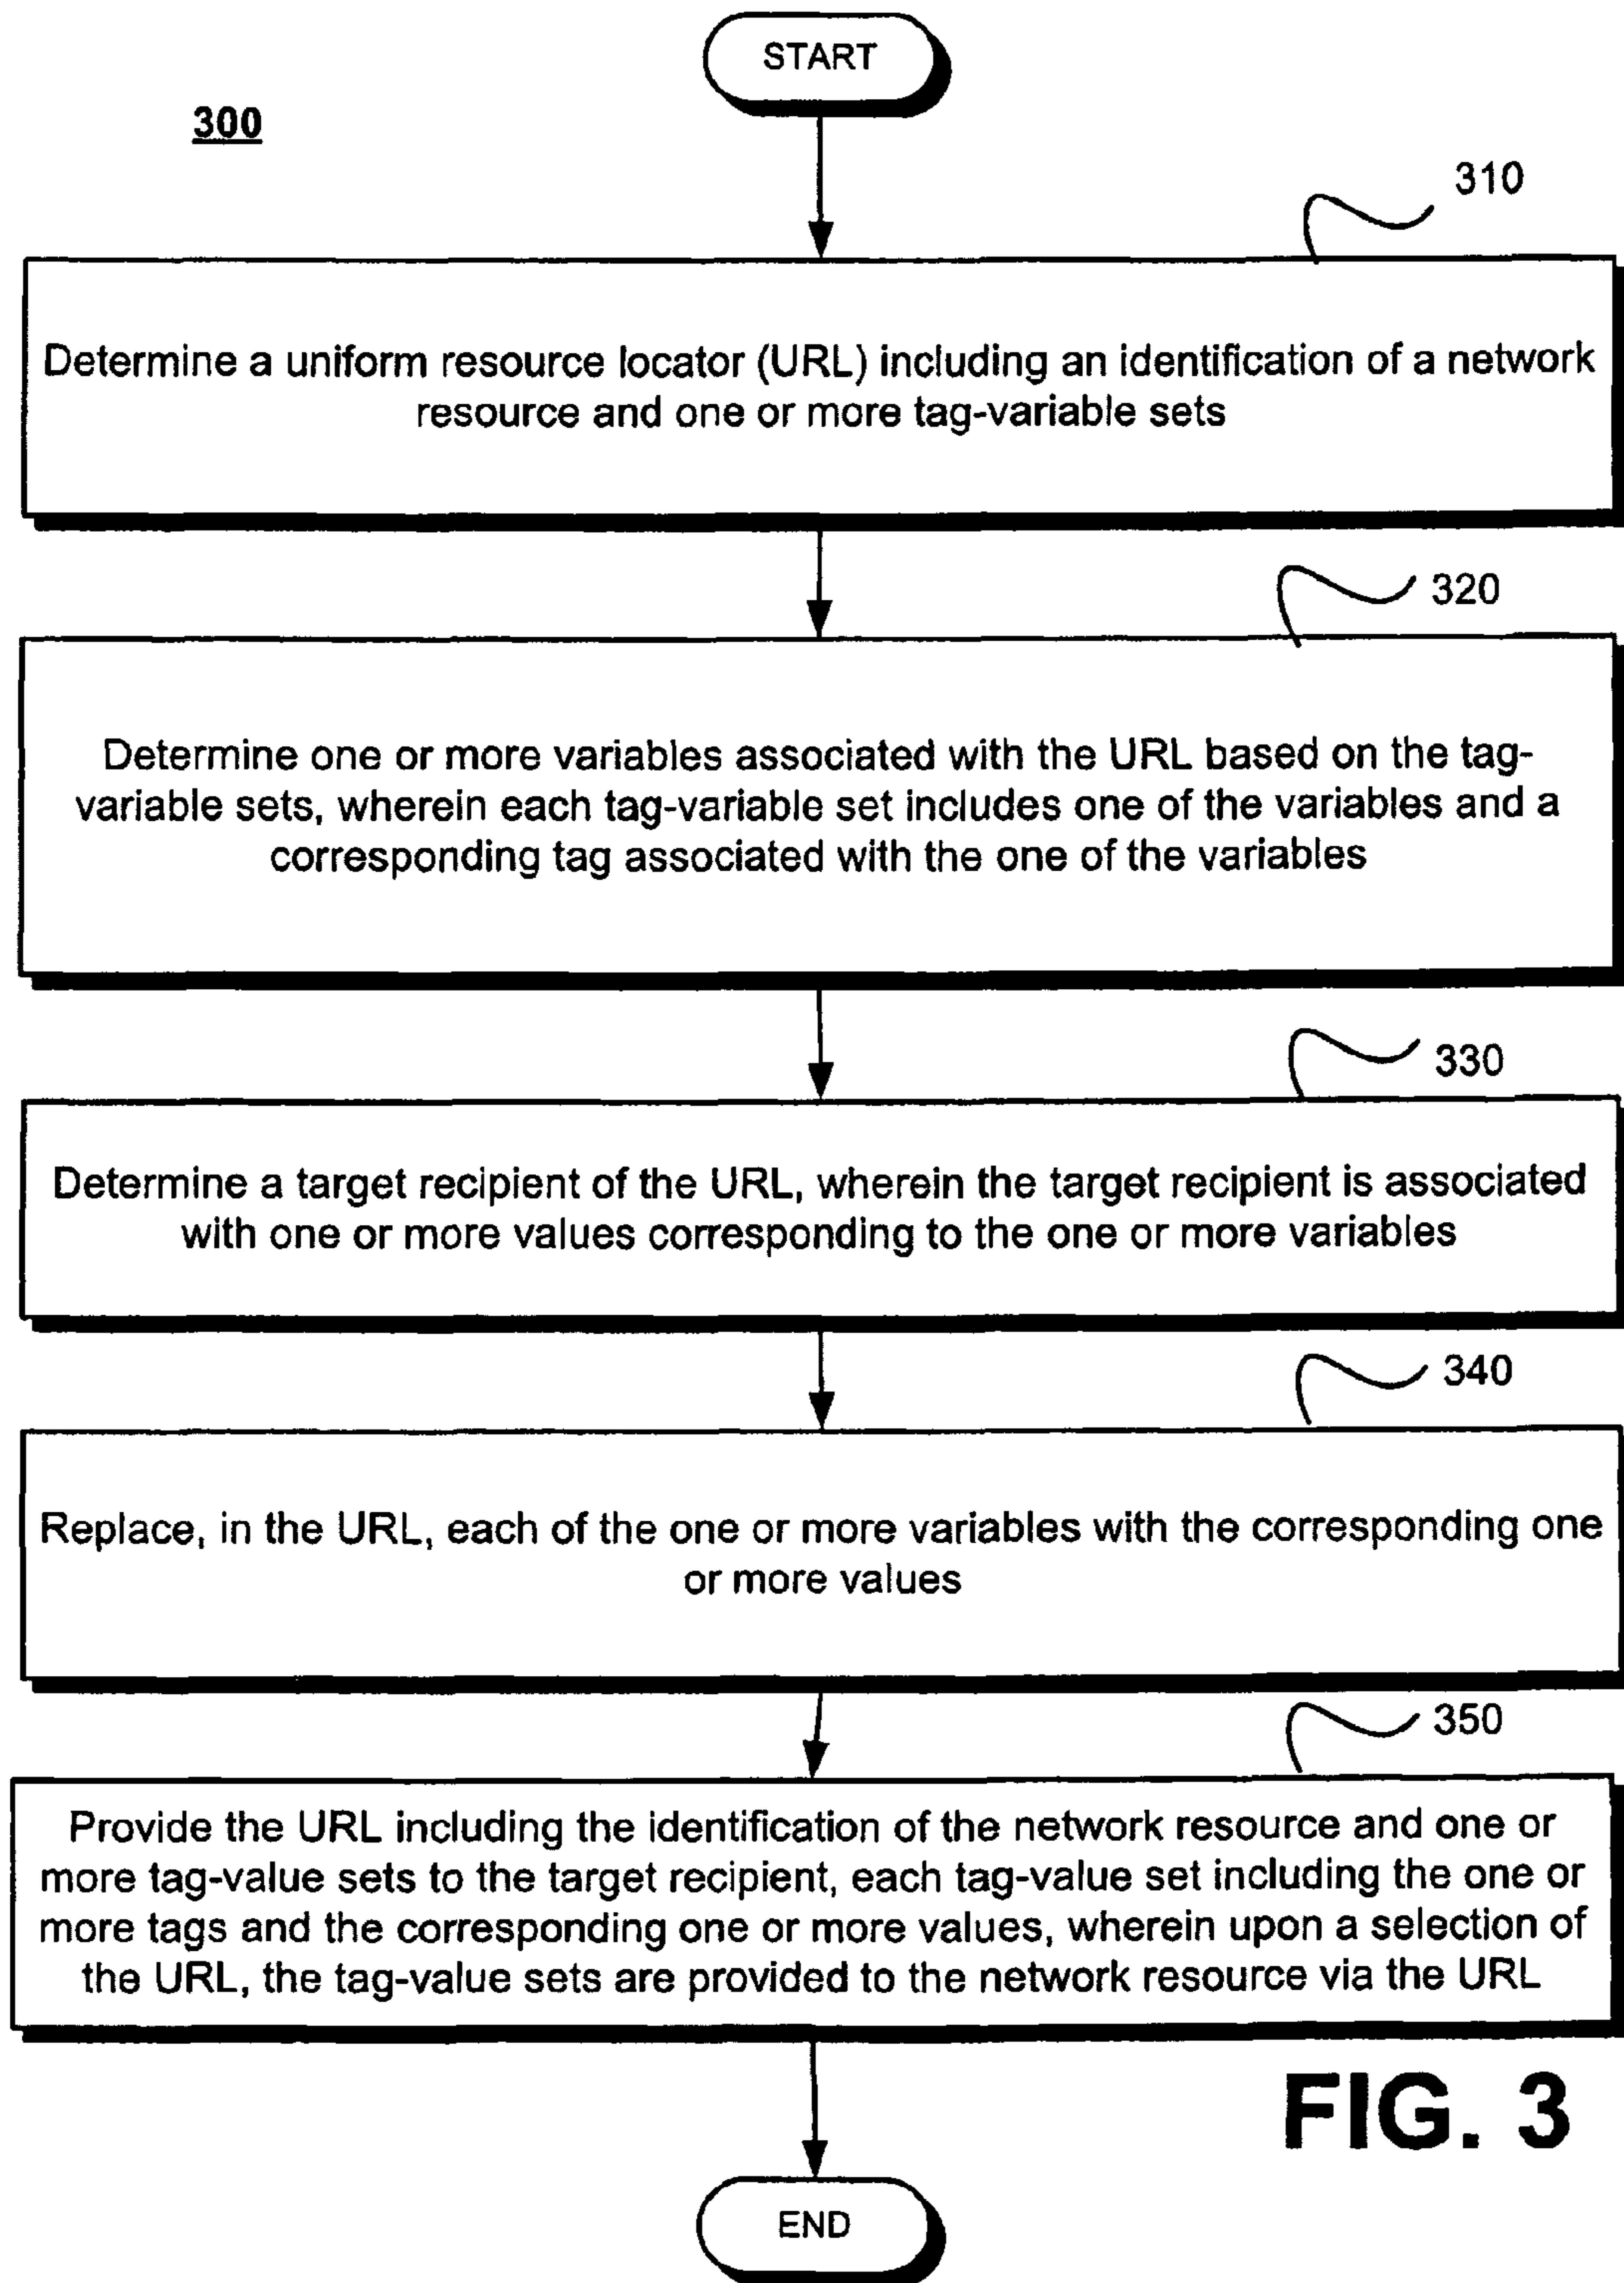 START
300
310
Determine a uniform resource locator (URL) including an identification of a network
resource and one or more tag-variable sets
320
Determine one or more variables associated with the URL based on the tag-
variable sets, wherein each tag-variable set includes one of the variables and a
corresponding tag associated with the one of the variables
330
Determine a target recipient of the URL, wherein the target recipient is associated
with one or more values corresponding to the one or more variables
340
Replace, in the URL, each of the one or more variables with the corresponding one
or more values
350
Provide the URL including the identification of the network resource and one or
more tag-value sets to the target recipient, each tag-value set including the one or
more tags and the corresponding one or more values, wherein upon a selection of
the URL, the tag-value sets are provided to the network resource via the URL
FIG. 3
END